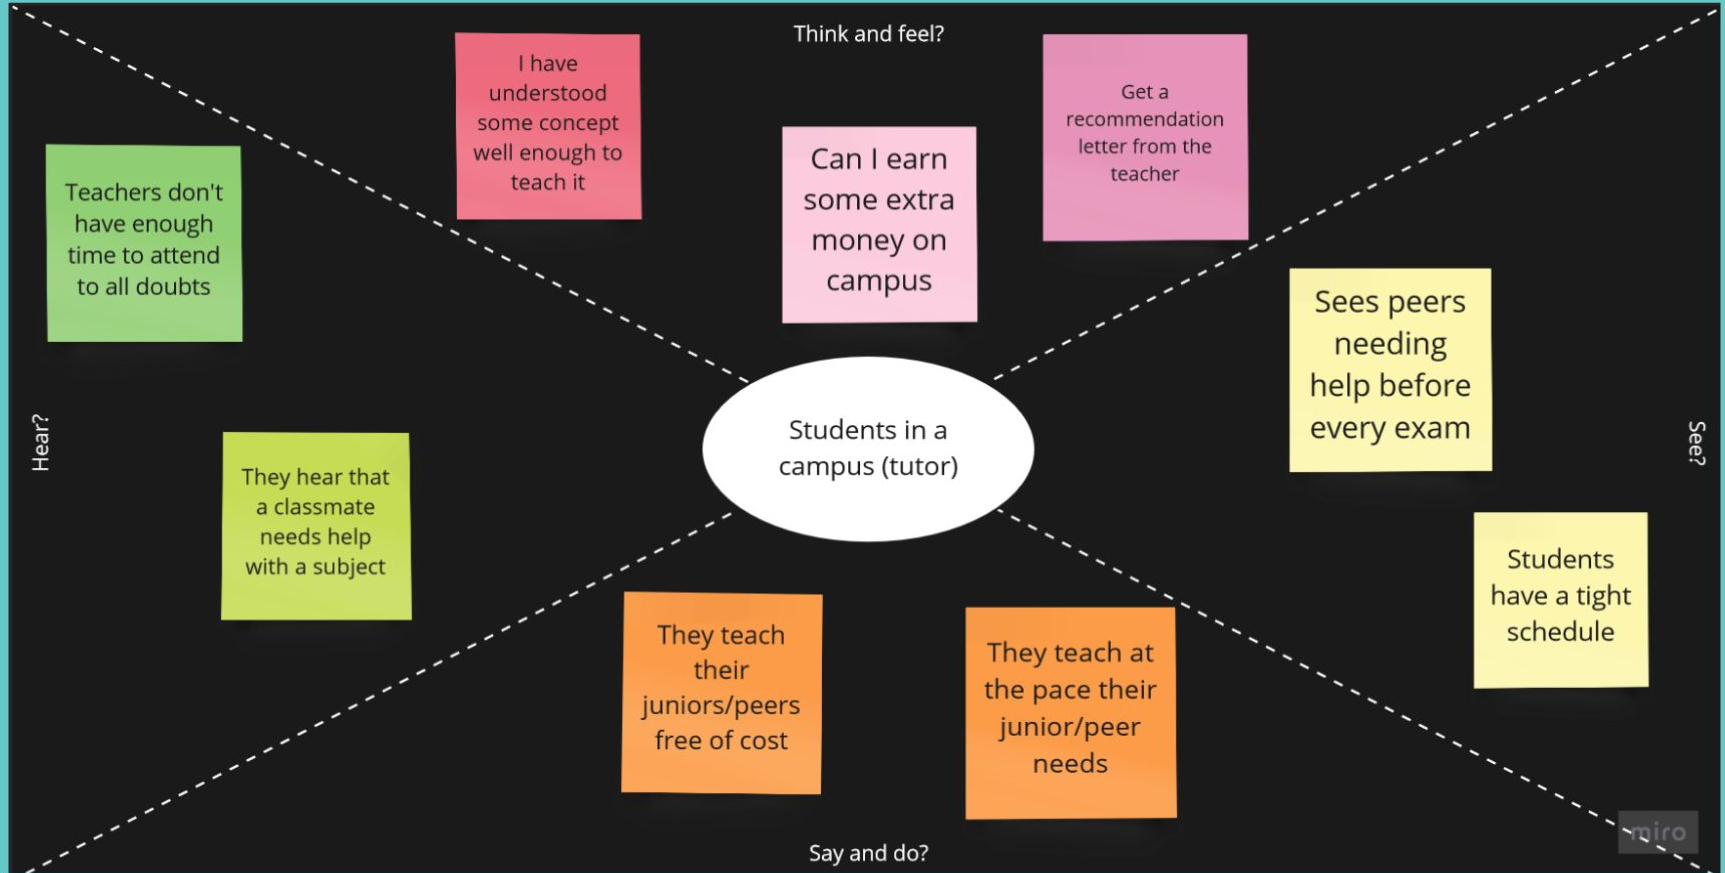 Think and feel?
I have
understood
some concept
well enough to
teach it
Can I earn
some extra
money on
campus
Get a
recommendation
letter from the
teacher
Teachers don't
have enough
time to attend
to all doubts
Hear?
They hear that
a classmate
needs help
with a subject
Students in a
campus (tutor)
Sees peers
needing
help before
every exam
See?
Students
have a tight
schedule
They teach
their
juniors/peers
free of cost
They teach at
the pace their
junior/peer
needs
Say and do?
miro